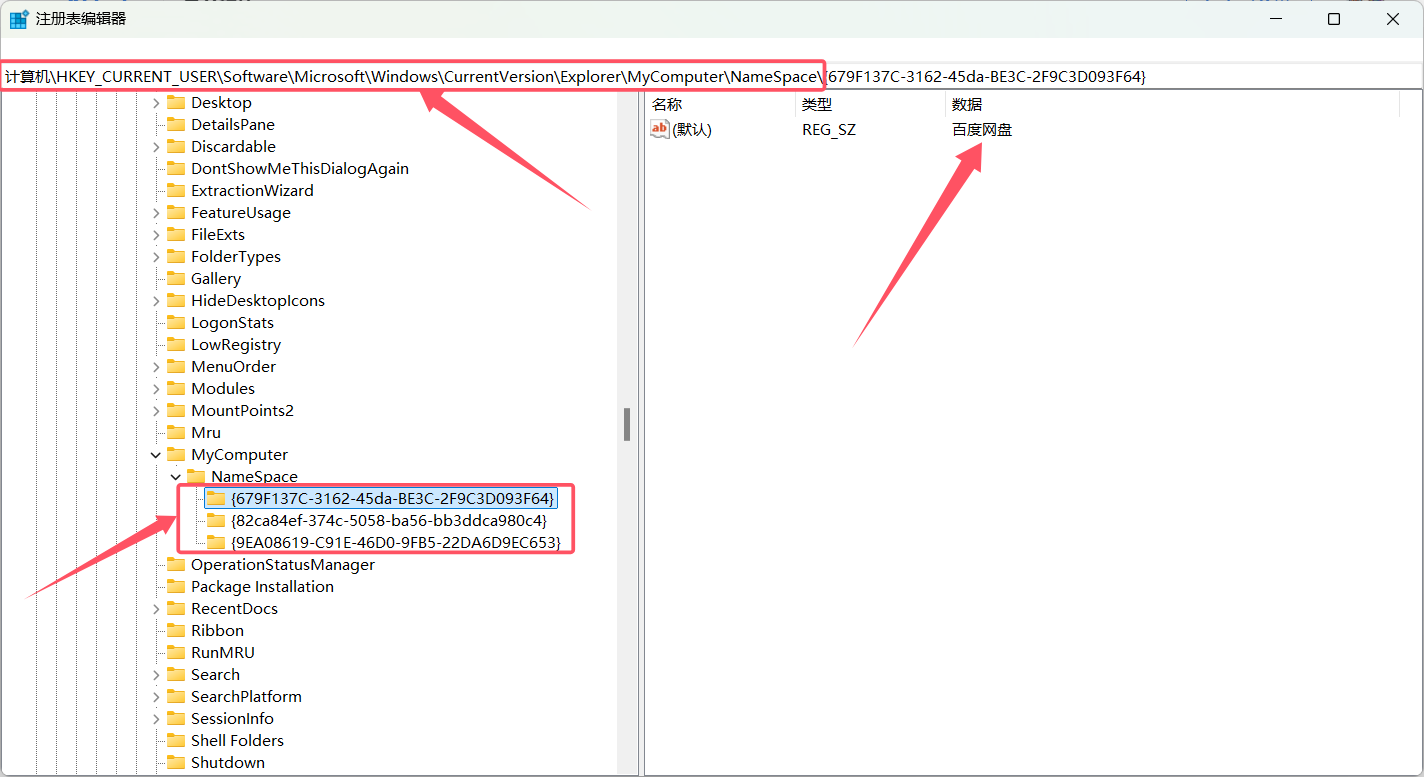 注册表编辑器
计算机\HKEY_CURRENT_USER\Software\Microsoft\Windows\CurrentVersion\Explorer\MyComputer\NameSpace\{679F137C-3162-45da-BE3C-2F9C3D093F64}
Desktop
DetailsPane
Discardable
DontShowMeThisDialogAgain
ExtractionWizard
FeatureUsage
FileExts
FolderTypes
Gallery
HideDesktopIcons
LogonStats
LowRegistry
MenuOrder
Modules
MountPoints2
Mru
MyComputer
NameSpace
{679F137C-3162-45da-BE3C-2F9C3D093F64}
{82ca84ef-374c-5058-ba56-bb3ddca980c4}
{9EA08619-C91E-46D0-9FB5-22DA6D9EC653}
OperationStatusManager
Package Installation
RecentDocs
Ribbon
RunMRU
Search
SearchPlatform
SessionInfo
Shell Folders
Shutdown
名称 类型 数据
ab (默认) REG_SZ 百度网盘